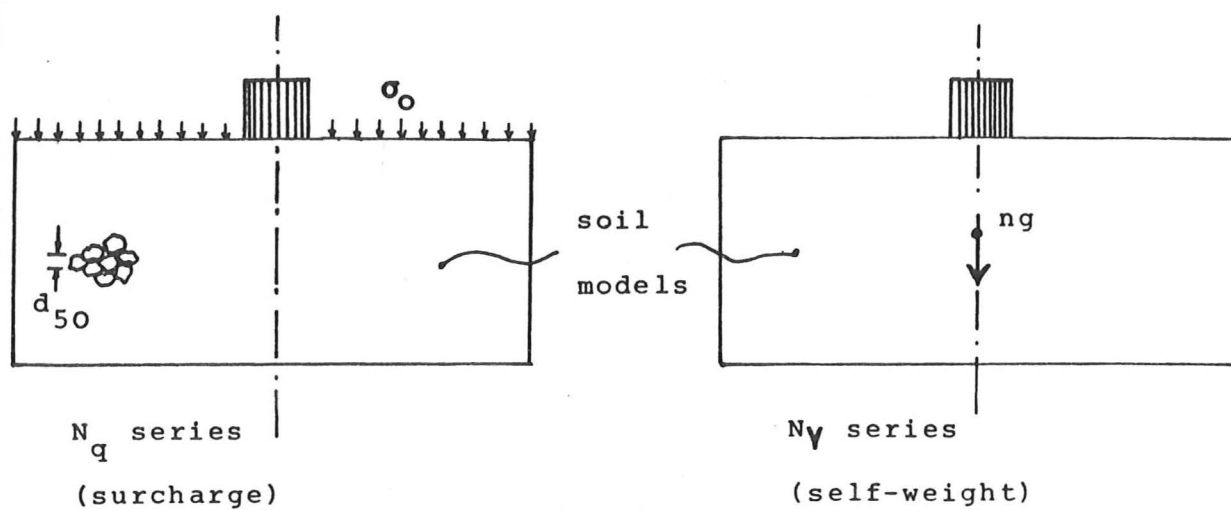 σo
d50
soil
models
ng
Nq series
(surcharge)
Nγ series
(self-weight)